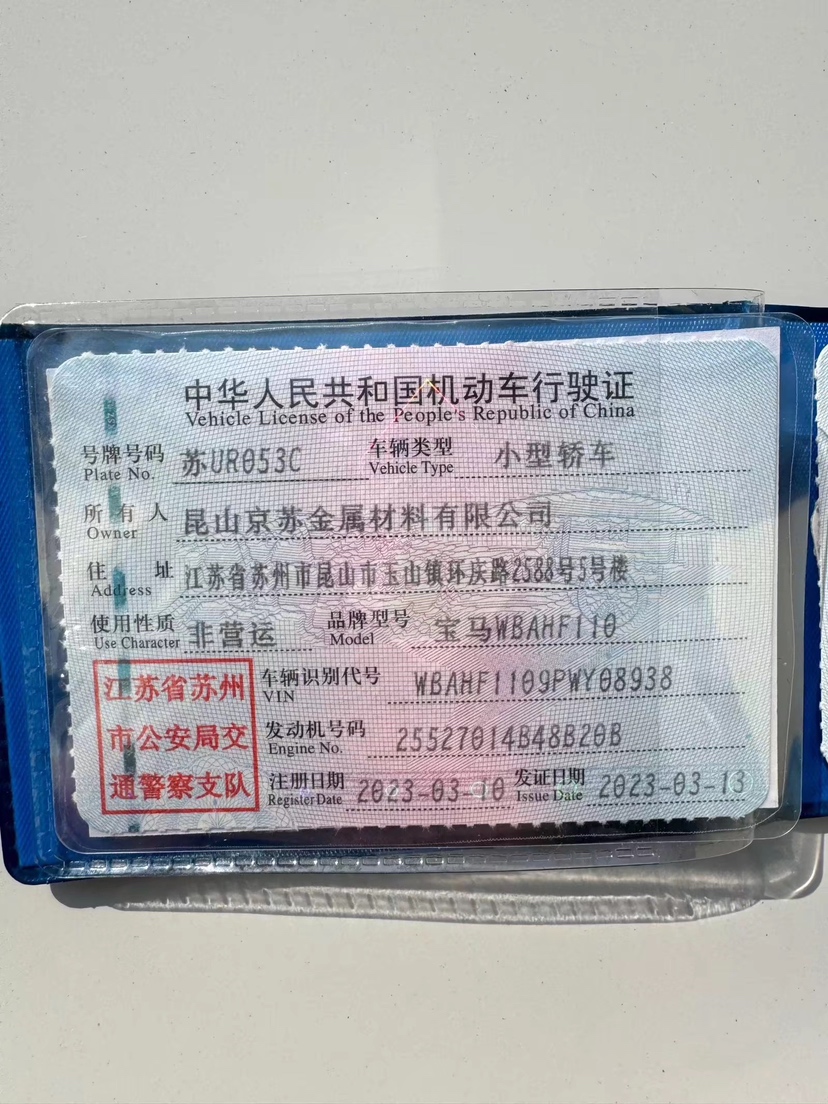 中华人民共和国机动车行驶证
Vehicle License of the People's Republic of China
号牌号码 苏UR053C 车辆类型 小型轿车
Plate No. Vehicle Type
所有人 昆山京苏金属材料有限公司
Owner
住址 江苏省苏州市昆山市玉山镇环庆路2588号5号楼
Address
使用性质 非营运 品牌型号 宝马WBAHF110
Use Character Model
江苏省苏州 车辆识别代号 WBAHF1109PWY08938
VIN
市公安局交 发动机号码 25527014B48B20B
Engine No.
通警察支队 注册日期 2023-03-10 发证日期 2023-03-13
Register Date Issue Date